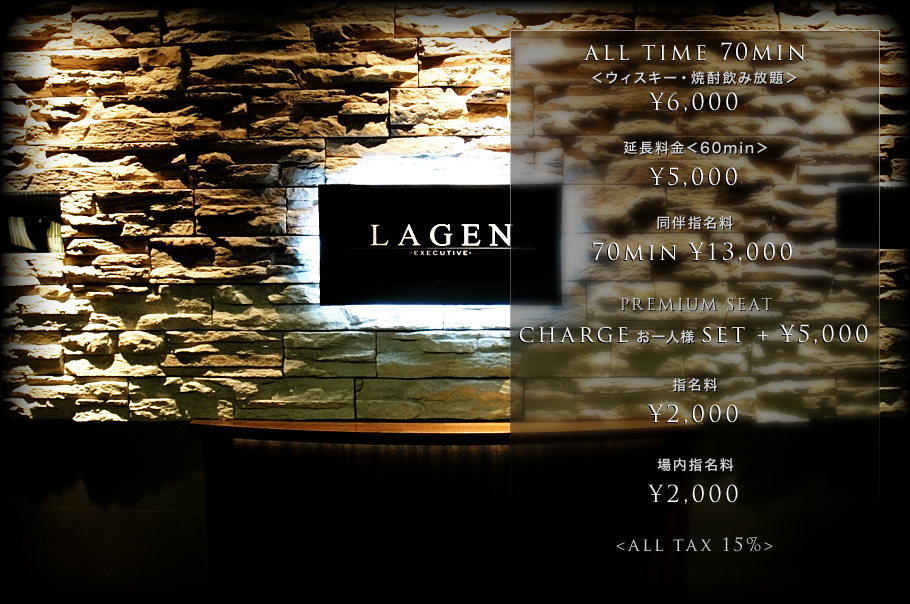 LAGEN
-EXECUTIVE-
ALL TIME 70MIN
＜ウィスキー・焼酎飲み放題＞
¥6,000
延長料金＜60min＞
¥5,000
同伴指名料
70MIN ¥13,000
PREMIUM SEAT
CHARGE お一人様 SET + ¥5,000
指名料
¥2,000
場内指名料
¥2,000
<ALL TAX 15%>